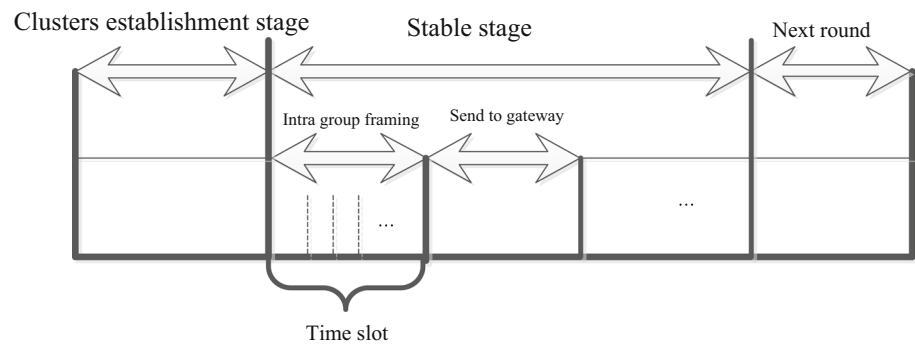 Clusters establishment stage
Stable stage
Next round
Intra group framing
Send to gateway
...
...
Time slot